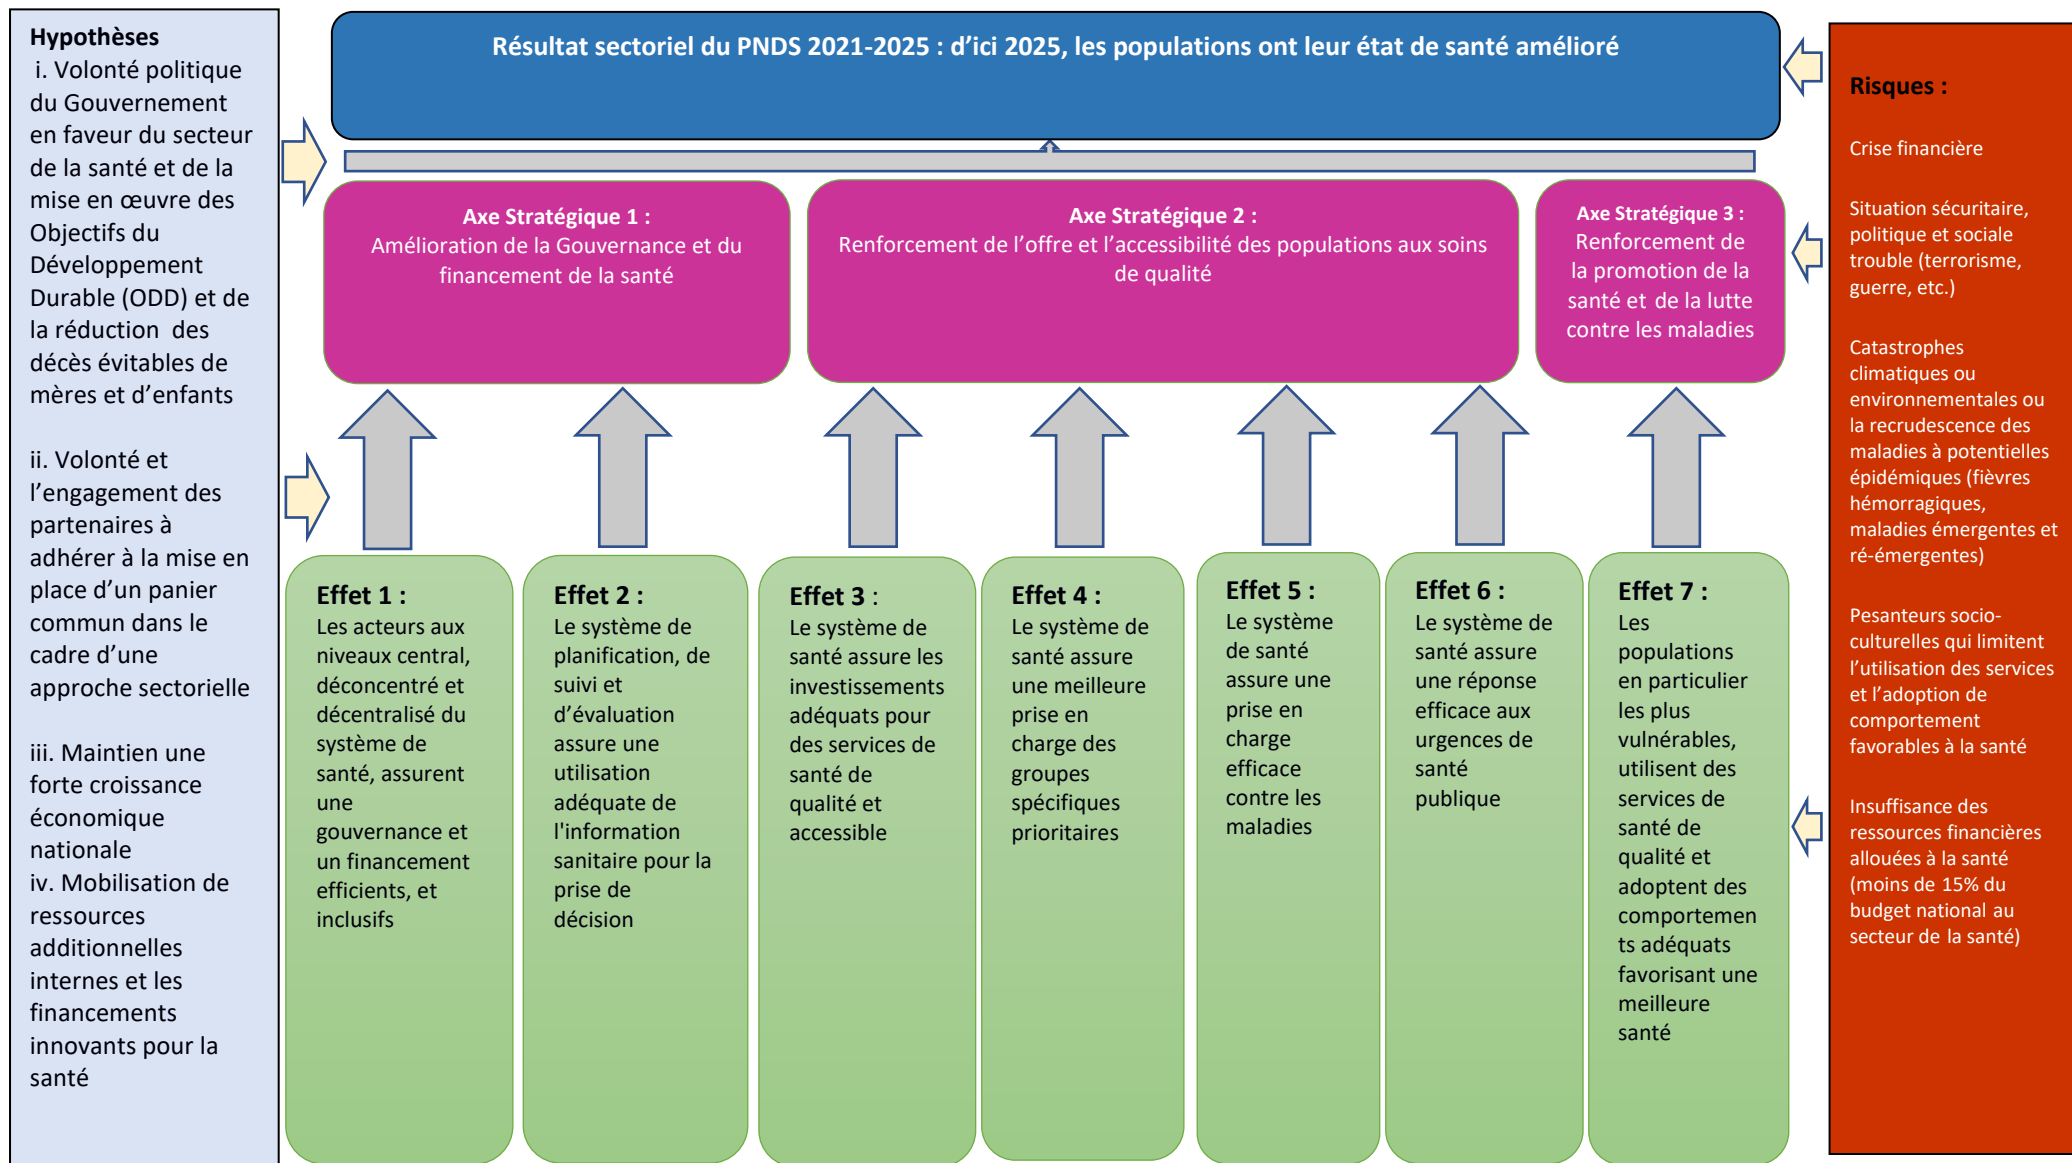 Hypothèses
i. Volonté politique
du Gouvernement
en faveur du secteur
de la santé et de la
mise en œuvre des
Objectifs du
Développement
Durable (ODD) et de
la réduction des
décès évitables de
mères et d’enfants
ii. Volonté et
l’engagement des
partenaires à
adhérer à la mise en
place d’un panier
commun dans le
cadre d’une
approche sectorielle
iii. Maintien une
forte croissance
économique
nationale
iv. Mobilisation de
ressources
additionnelles
internes et les
financements
innovants pour la
santé
Résultat sectoriel du PNDS 2021-2025 : d’ici 2025, les populations ont leur état de santé amélioré
Axe Stratégique 1 :
Amélioration de la Gouvernance et du
financement de la santé
Axe Stratégique 2 :
Renforcement de l’offre et l’accessibilité des populations aux soins
de qualité
Axe Stratégique 3 :
Renforcement de
la promotion de la
santé et de la lutte
contre les maladies
Effet 1 :
Les acteurs aux
niveaux central,
déconcentré et
décentralisé du
système de
santé, assurent
une
gouvernance et
un financement
efficients, et
inclusifs
Effet 2 :
Le système de
planification, de
suivi et
d’évaluation
assure une
utilisation
adéquate de
l'information
sanitaire pour la
prise de
décision
Effet 3 :
Le système de
santé assure les
investissements
adéquats pour
des services de
santé de
qualité et
accessible
Effet 4 :
Le système de
santé assure
une meilleure
prise en
charge des
groupes
spécifiques
prioritaires
Effet 5 :
Le système
de santé
assure une
prise en
charge
efficace
contre les
maladies
Effet 6 :
Le système de
santé assure
une réponse
efficace aux
urgences de
santé
publique
Effet 7 :
Les
populations
en particulier
les plus
vulnérables,
utilisent des
services de
santé de
qualité et
adoptent des
comportemen
ts adéquats
favorisant une
meilleure
santé
Risques :
Crise financière
Situation sécuritaire,
politique et sociale
trouble (terrorisme,
guerre, etc.)
Catastrophes
climatiques ou
environnementales ou
la recrudescence des
maladies à potentielles
épidémiques (fièvres
hémorragiques,
maladies émergentes et
ré-émergentes)
Pesanteurs socio-
culturelles qui limitent
l’utilisation des services
et l’adoption de
comportement
favorables à la santé
Insuffisance des
ressources financières
allouées à la santé
(moins de 15% du
budget national au
secteur de la santé)